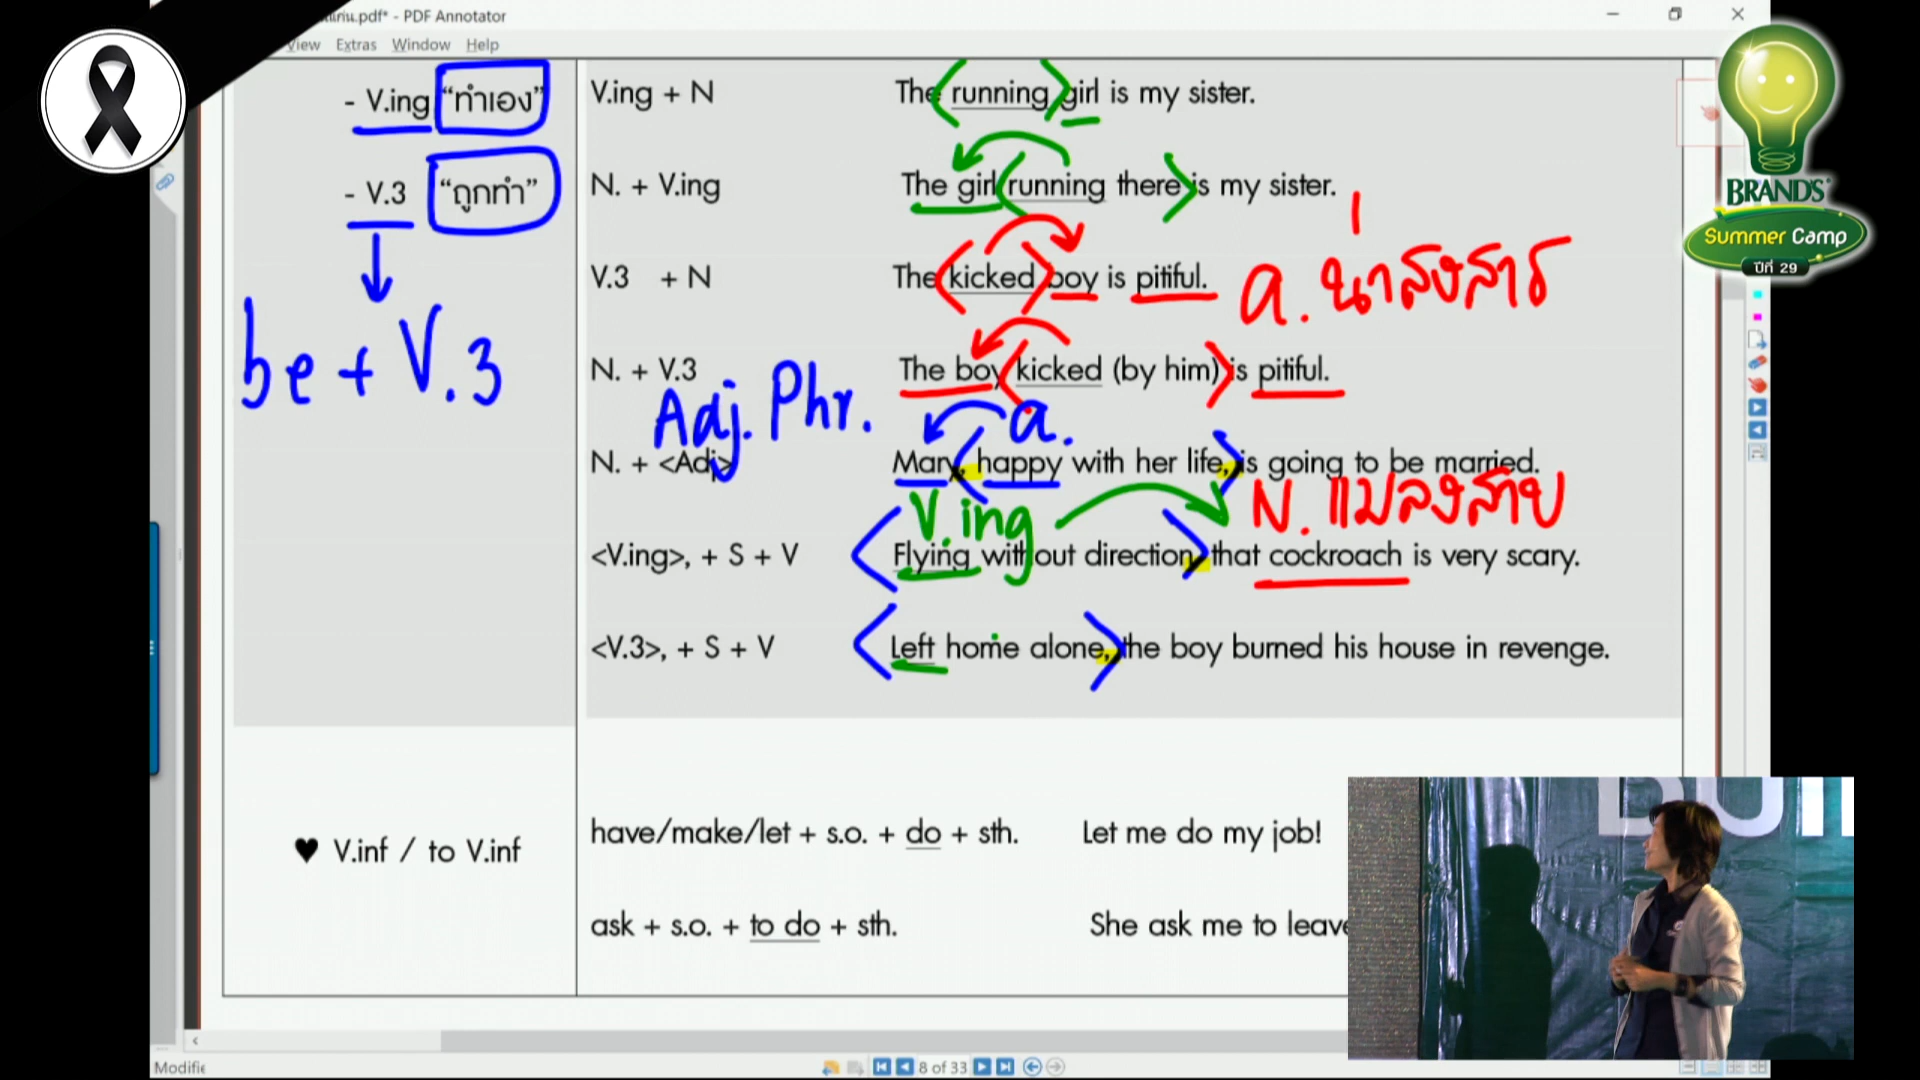 .pdf* - PDF Annotator
View Extras Window Help
- V.ing "ทำเอง" V.ing + N The running girl is my sister.
- V.3 "ถูกทำ" N. + V.ing The girl running there is my sister.
V.3 + N The kicked boy is pitiful. a. น่าสงสาร
be + V.3
N. + V.3 The boy kicked (by him) is pitiful.
Adj. Phr. a.
N. + <Adj> Mary, happy with her life, is going to be married.
V.ing N. แมลงสาบ
<V.ing>, + S + V Flying without direction, that cockroach is very scary.
<V.3>, + S + V Left home alone, the boy burned his house in revenge.
have/make/let + s.o. + do + sth. Let me do my job!
♥ V.inf / to V.inf
ask + s.o. + to do + sth. She ask me to leave
8 of 33
BRAND'S
Summer Camp
ปีที่ 29